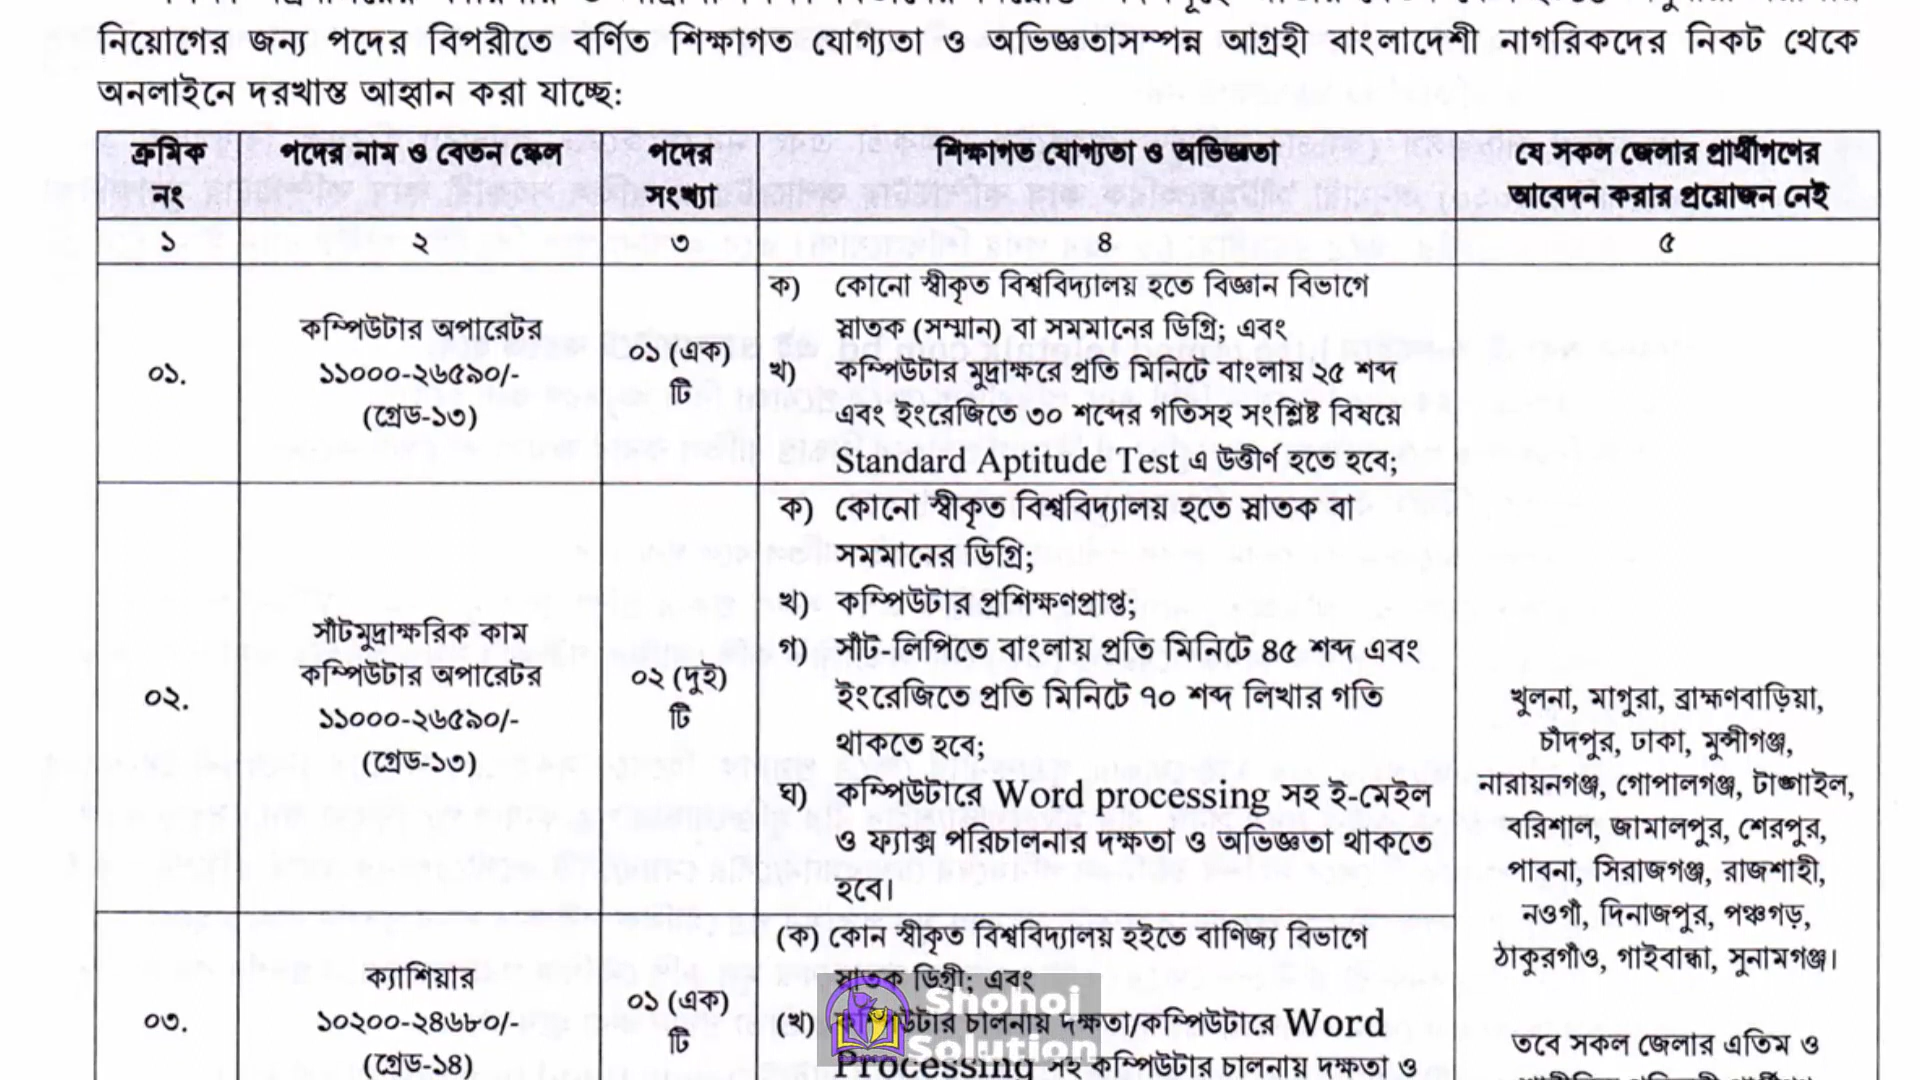 নিয়োগের জন্য পদের বিপরীতে বর্ণিত শিক্ষাগত যোগ্যতা ও অভিজ্ঞতাসম্পন্ন আগ্রহী বাংলাদেশী নাগরিকদের নিকট থেকে
অনলাইনে দরখাস্ত আহ্বান করা যাচ্ছে:
ক্রমিক নং
পদের নাম ও বেতন স্কেল
পদের সংখ্যা
শিক্ষাগত যোগ্যতা ও অভিজ্ঞতা
যে সকল জেলার প্রার্থীগণের
আবেদন করার প্রয়োজন নেই
১
২
৩
৪
৫
০১.
কম্পিউটার অপারেটর
১১০০০-২৬৫৯০/-
(গ্রেড-১৩)
০১ (এক)
টি
ক) কোনো স্বীকৃত বিশ্ববিদ্যালয় হতে বিজ্ঞান বিভাগে
স্নাতক (সম্মান) বা সমমানের ডিগ্রি; এবং
খ) কম্পিউটার মুদ্রাক্ষরে প্রতি মিনিটে বাংলায় ২৫ শব্দ
এবং ইংরেজিতে ৩০ শব্দের গতিসহ সংশ্লিষ্ট বিষয়ে
Standard Aptitude Test এ উত্তীর্ণ হতে হবে;
০২.
সাঁটমুদ্রাক্ষরিক কাম
কম্পিউটার অপারেটর
১১০০০-২৬৫৯০/-
(গ্রেড-১৩)
০২ (দুই)
টি
ক) কোনো স্বীকৃত বিশ্ববিদ্যালয় হতে স্নাতক বা
সমমানের ডিগ্রি;
খ) কম্পিউটার প্রশিক্ষণপ্রাপ্ত;
গ) সাঁট-লিপিতে বাংলায় প্রতি মিনিটে ৪৫ শব্দ এবং
ইংরেজিতে প্রতি মিনিটে ৭০ শব্দ লিখার গতি
থাকতে হবে;
ঘ) কম্পিউটারে Word processing সহ ই-মেইল
ও ফ্যাক্স পরিচালনার দক্ষতা ও অভিজ্ঞতা থাকতে
হবে।
খুলনা, মাগুরা, ব্রাহ্মণবাড়িয়া,
চাঁদপুর, ঢাকা, মুন্সীগঞ্জ,
নারায়নগঞ্জ, গোপালগঞ্জ, টাঙ্গাইল,
বরিশাল, জামালপুর, শেরপুর,
পাবনা, সিরাজগঞ্জ, রাজশাহী,
নওগাঁ, দিনাজপুর, পঞ্চগড়,
ঠাকুরগাঁও, গাইবান্ধা, সুনামগঞ্জ।
০৩.
ক্যাশিয়ার
১০২০০-২৪৬৮০/-
(গ্রেড-১৪)
০১ (এক)
টি
(ক) কোন স্বীকৃত বিশ্ববিদ্যালয় হইতে বাণিজ্য বিভাগে
স্নাতক ডিগ্রী; এবং
(খ) কম্পিউটার চালনায় দক্ষতা/কম্পিউটারে Word
Processing সহ কম্পিউটার চালনায় দক্ষতা ও
তবে সকল জেলার এতিম ও
Shohoj
Solution